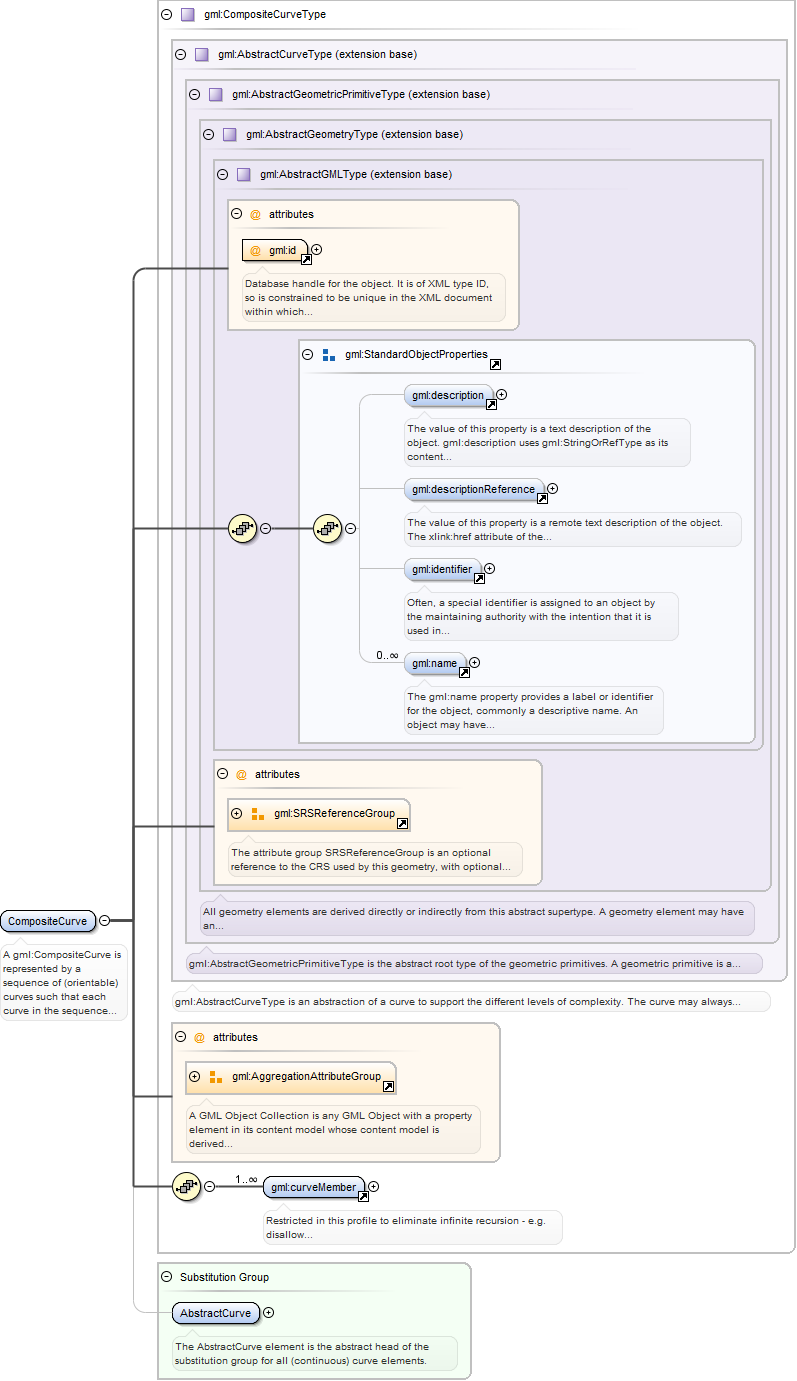 gml:CompositeCurveType
gml:AbstractCurveType (extension base)
gml:AbstractGeometricPrimitiveType (extension base)
gml:AbstractGeometryType (extension base)
gml:AbstractGMLType (extension base)
@ attributes
@ gml:id
Database handle for the object. It is of XML type ID,
so is constrained to be unique in the XML document
within which...
gml:StandardObjectProperties
gml:description
The value of this property is a text description of the
object. gml:description uses gml:StringOrRefType as its
content...
gml:descriptionReference
The value of this property is a remote text description of the object.
The xlink:href attribute of the...
gml:identifier
Often, a special identifier is assigned to an object by
the maintaining authority with the intention that it is
used in...
0..∞
gml:name
The gml:name property provides a label or identifier
for the object, commonly a descriptive name. An
object may have...
@ attributes
gml:SRSReferenceGroup
The attribute group SRSReferenceGroup is an optional
reference to the CRS used by this geometry, with optional...
All geometry elements are derived directly or indirectly from this abstract supertype. A geometry element may have
an...
gml:AbstractGeometricPrimitiveType is the abstract root type of the geometric primitives. A geometric primitive is a...
gml:AbstractCurveType is an abstraction of a curve to support the different levels of complexity. The curve may always...
CompositeCurve
A gml:CompositeCurve is
represented by a
sequence of (orientable)
curves such that each
curve in the sequence...
@ attributes
gml:AggregationAttributeGroup
A GML Object Collection is any GML Object with a property
element in its content model whose content model is
derived...
1..∞
gml:curveMember
Restricted in this profile to eliminate infinite recursion - e.g.
disallow...
Substitution Group
AbstractCurve
The AbstractCurve element is the abstract head of the
substitution group for all (continuous) curve elements.